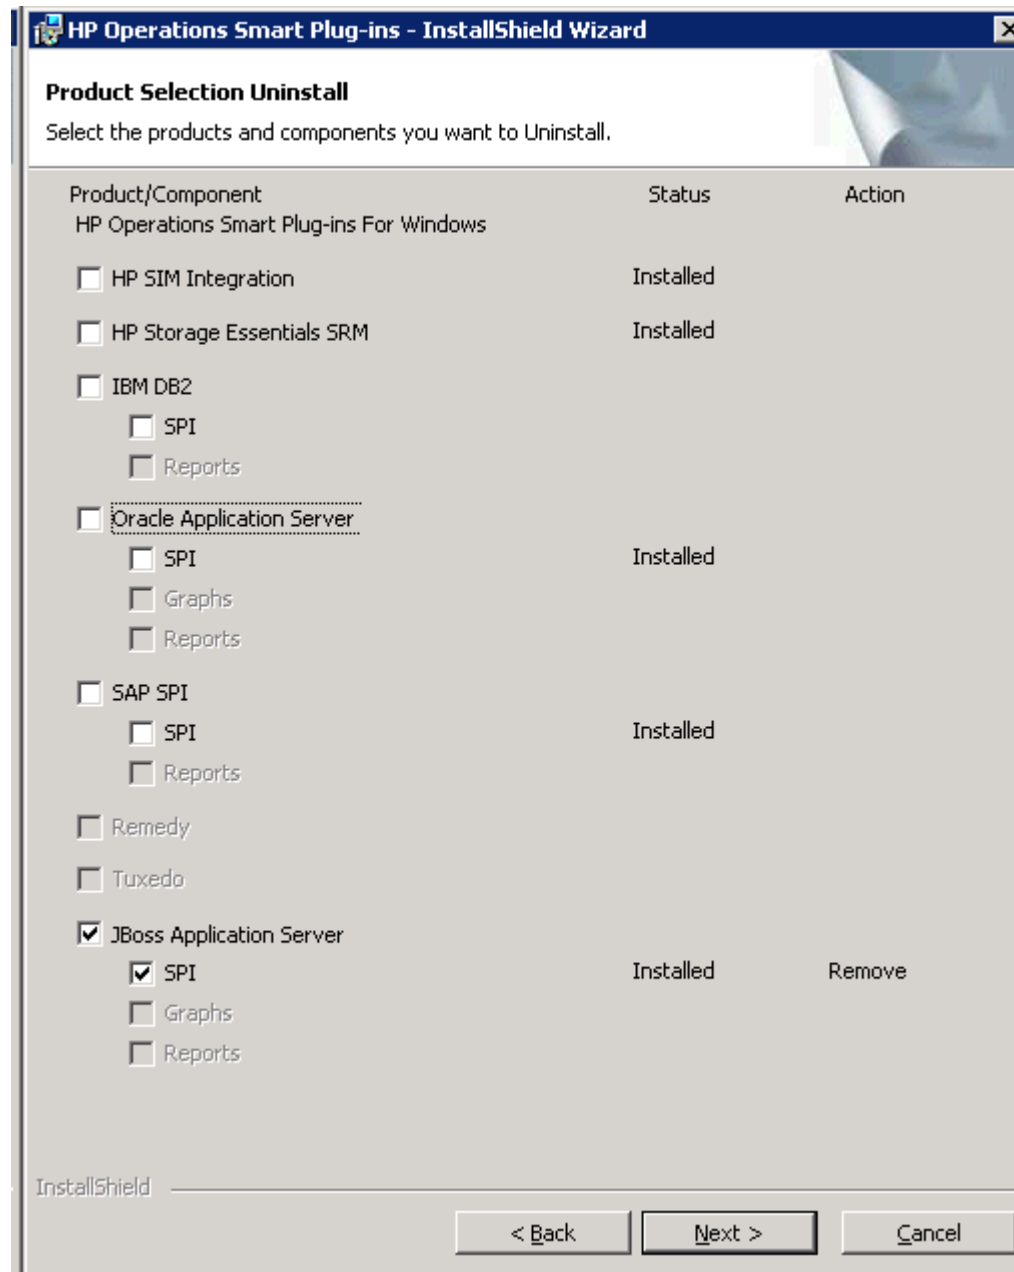 HP Operations Smart Plug-ins - InstallShield Wizard
Product Selection Uninstall
Select the products and components you want to Uninstall.
Product/Component Status Action
HP Operations Smart Plug-ins For Windows
HP SIM Integration Installed
HP Storage Essentials SRM Installed
IBM DB2
SPI
Reports
Oracle Application Server
SPI Installed
Graphs
Reports
SAP SPI
SPI Installed
Reports
Remedy
Tuxedo
JBoss Application Server
SPI Installed Remove
Graphs
Reports
InstallShield
< Back Next > Cancel